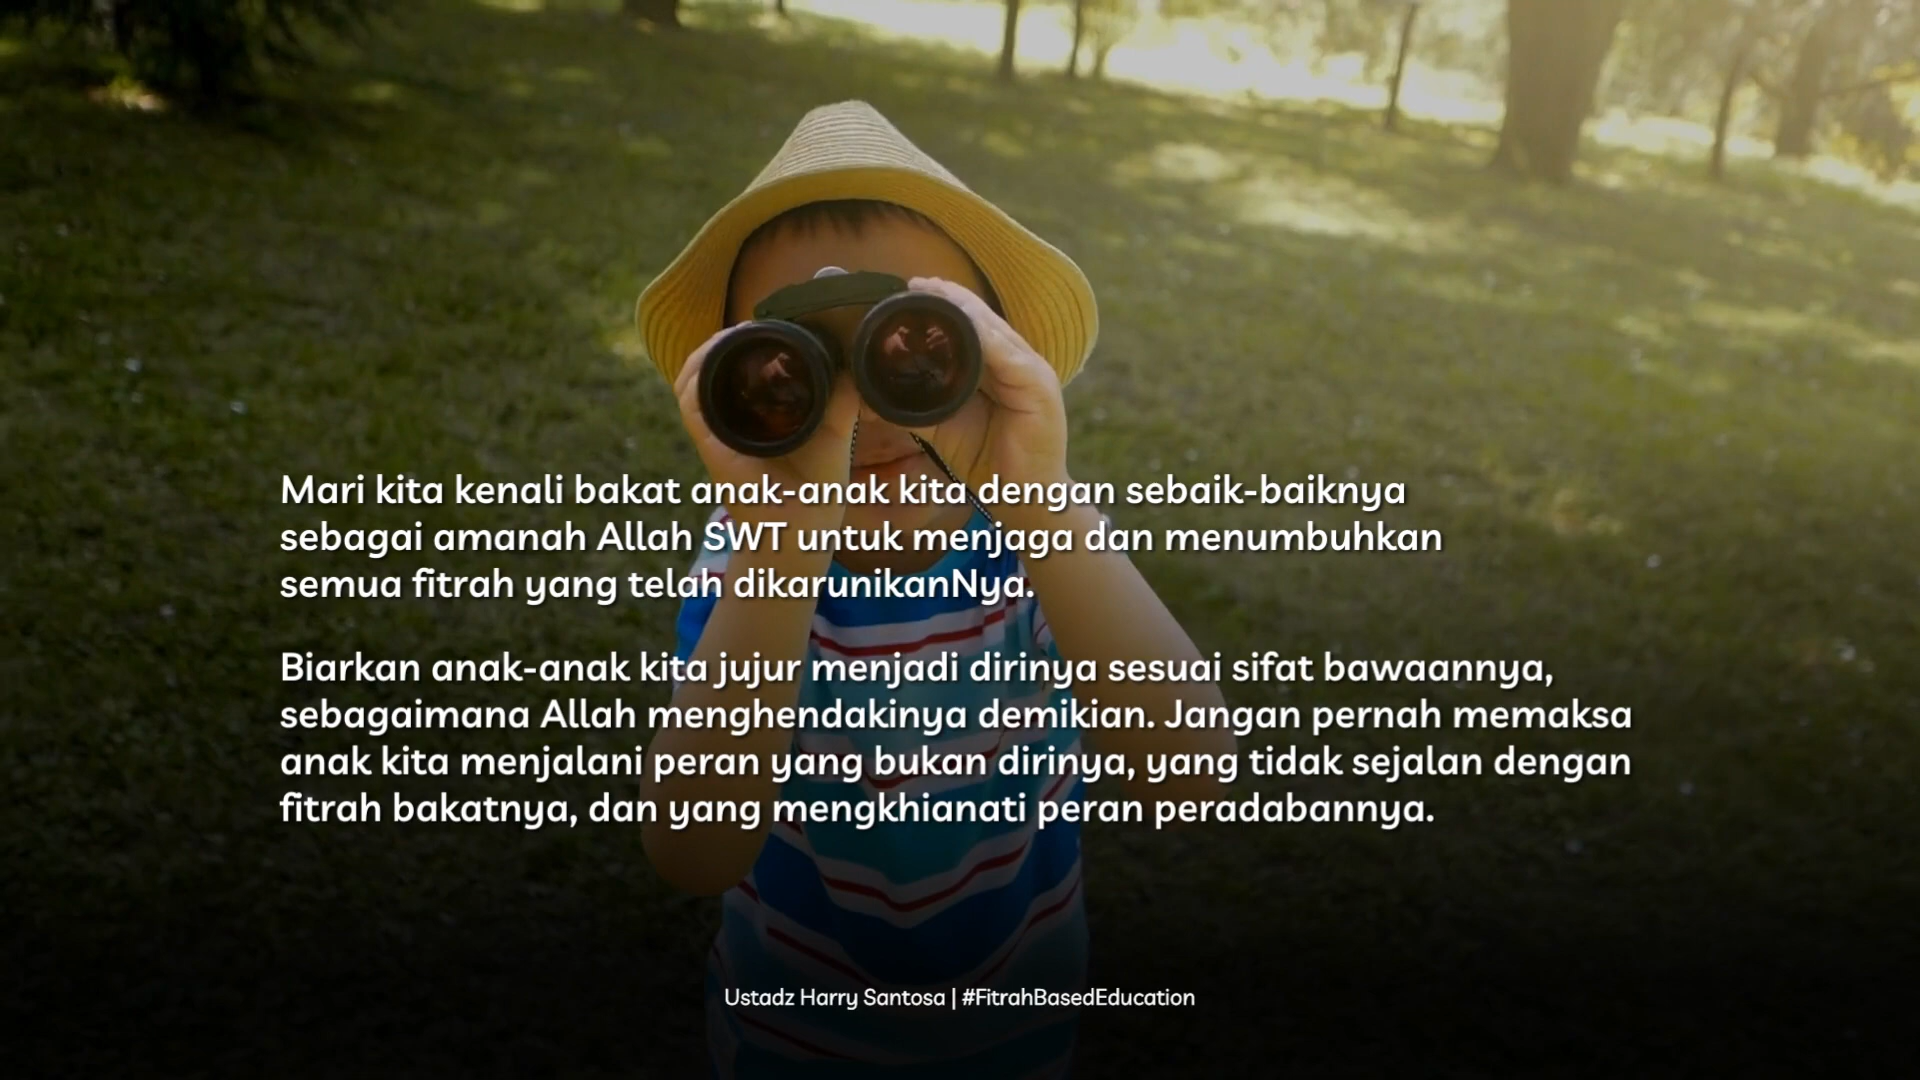 Mari kita kenali bakat anak-anak kita dengan sebaik-baiknya
sebagai amanah Allah SWT untuk menjaga dan menumbuhkan
semua fitrah yang telah dikarunikanNya.
Biarkan anak-anak kita jujur menjadi dirinya sesuai sifat bawaannya,
sebagaimana Allah menghendakinya demikian. Jangan pernah memaksa
anak kita menjalani peran yang bukan dirinya, yang tidak sejalan dengan
fitrah bakatnya, dan yang mengkhianati peran peradabannya.
Ustadz Harry Santosa | #FitrahBasedEducation